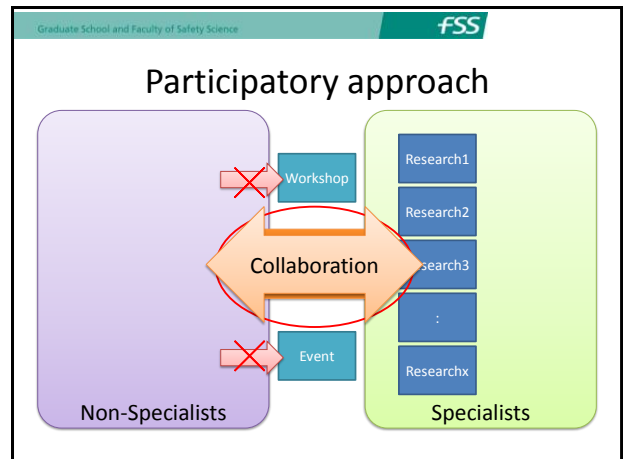 Graduate School and Faculty of Safety Science
FSS
Participatory approach
Research1
Workshop
Research2
Collaboration
search3
:
Event
Researchx
Non-Specialists
Specialists